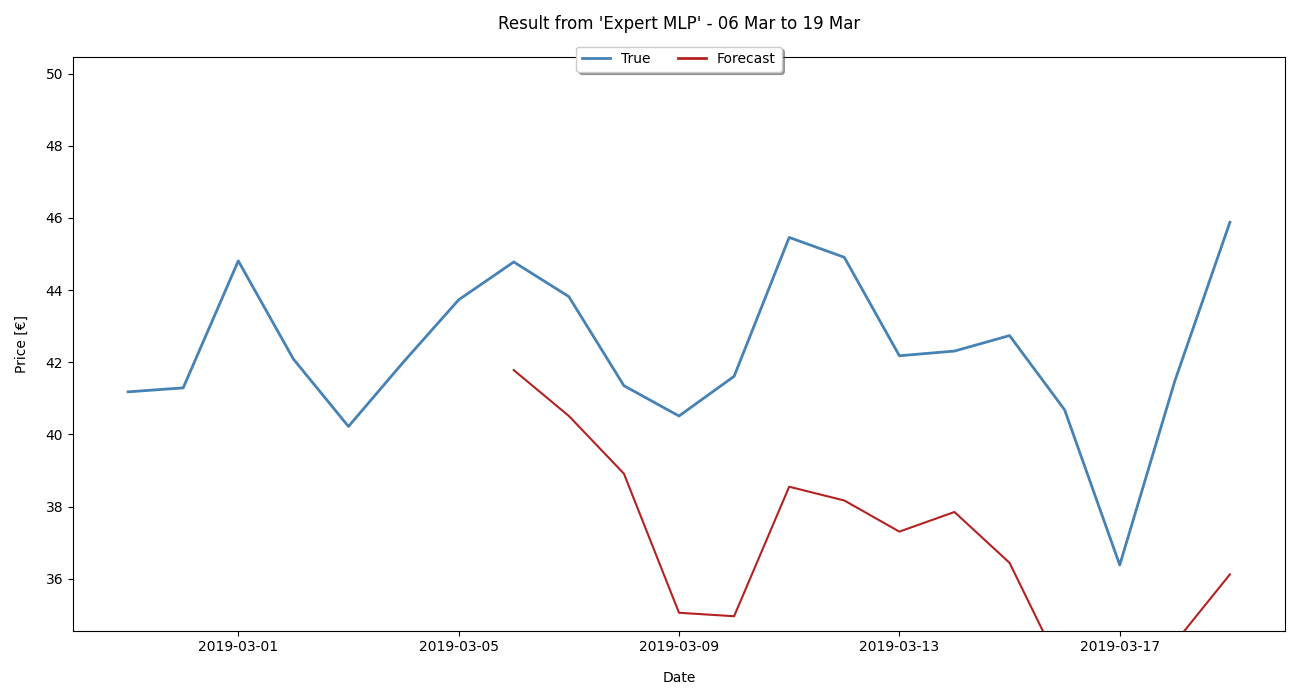 Result from 'Expert MLP' - 06 Mar to 19 Mar
True Forecast
50
48
46
44
42
40
38
36
Price [€]
2019-03-01 2019-03-05 2019-03-09 2019-03-13 2019-03-17
Date